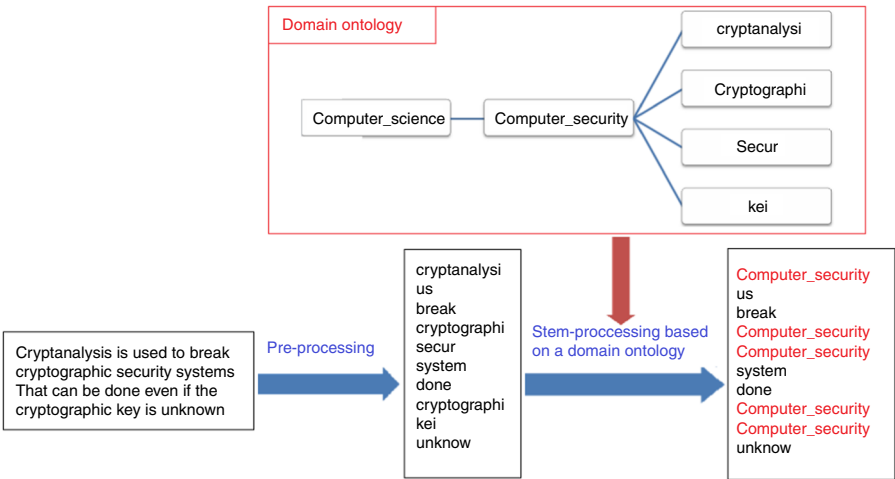 Domain ontology
cryptanalysi
Cryptographi
Computer_science
Computer_security
Secur
kei
Cryptanalysis is used to break
cryptographic security systems
That can be done even if the
cryptographic key is unknown
Pre-processing
cryptanalysi
us
break
cryptographi
secur
system
done
cryptographi
kei
unknow
Stem-proccessing based
on a domain ontology
Computer_security
us
break
Computer_security
Computer_security
system
done
Computer_security
Computer_security
unknow